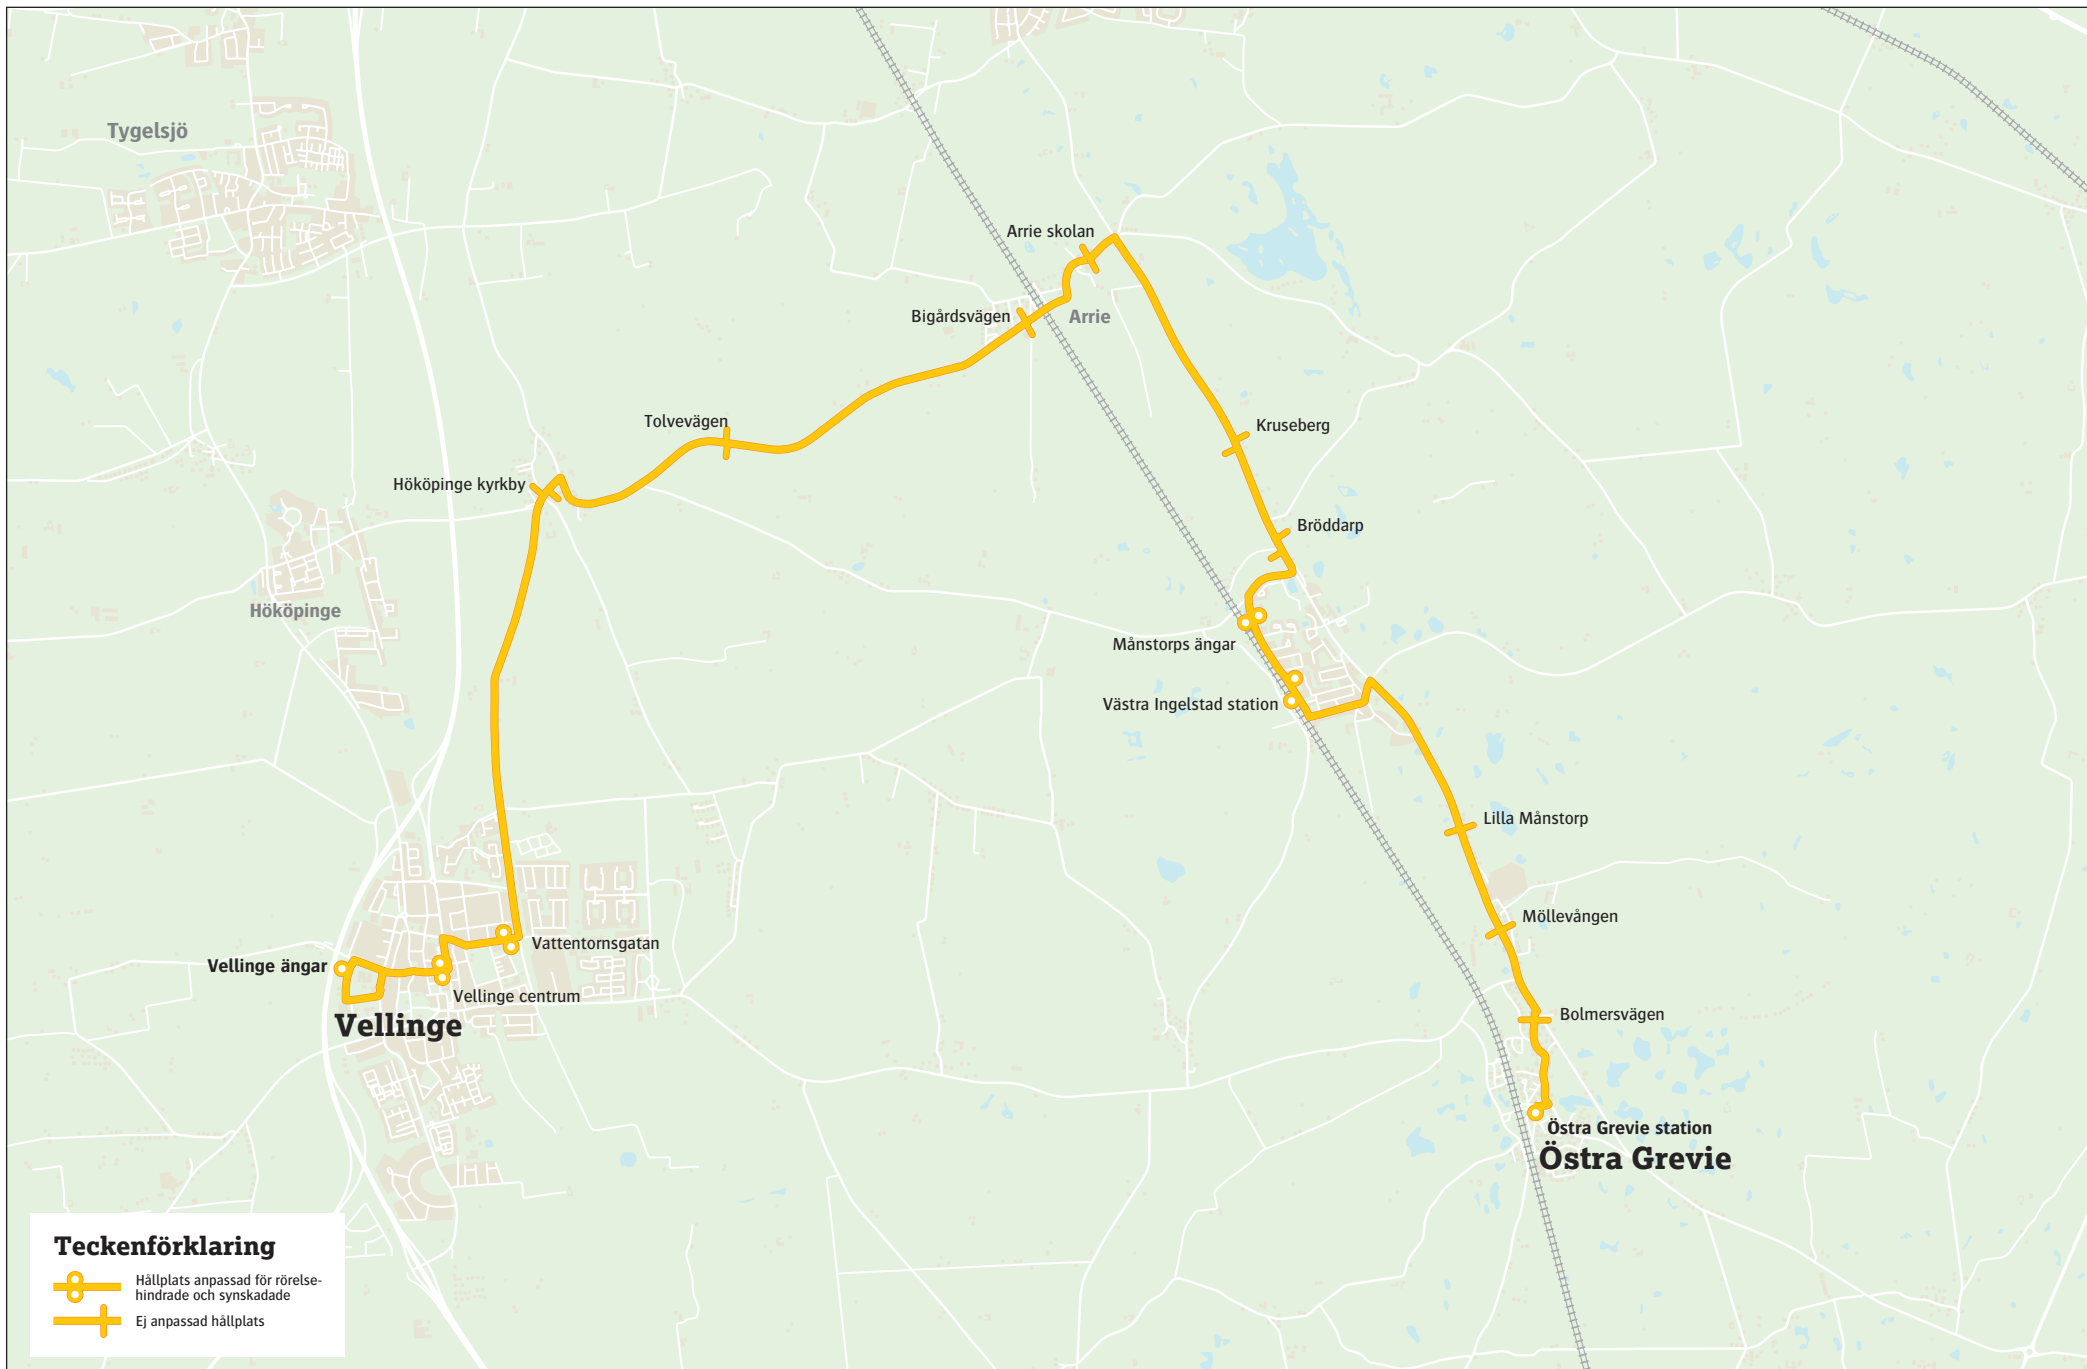 Tygelsjö
Arrie skolan
Bigårdsvägen
Arrie
Tolvevägen
Kruseberg
Hököpinge kyrkby
Bröddarp
Hököpinge
Månstorps ängar
Västra Ingelstad station
Lilla Månstorp
Möllevången
Vattentornsgatan
Vellinge ängar
Vellinge centrum
Vellinge
Bolmersvägen
Östra Grevie station
Östra Grevie
Teckenförklaring
Hållplats anpassad för rörelse-
hindrade och synskadade
Ej anpassad hållplats